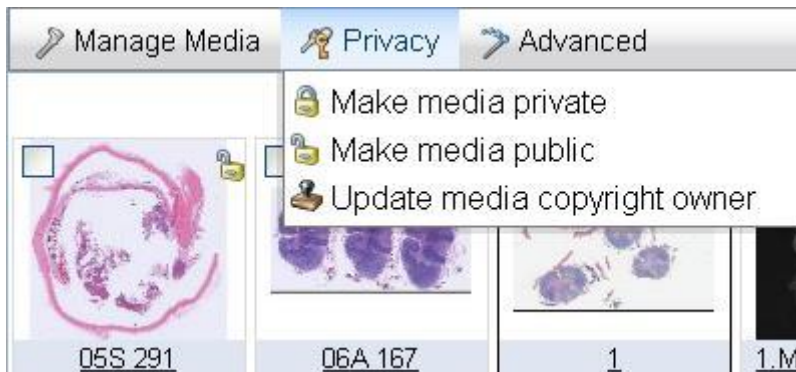 Manage Media Privacy Advanced
Make media private
Make media public
Update media copyright owner
05S 291 06A 167 1 1.M